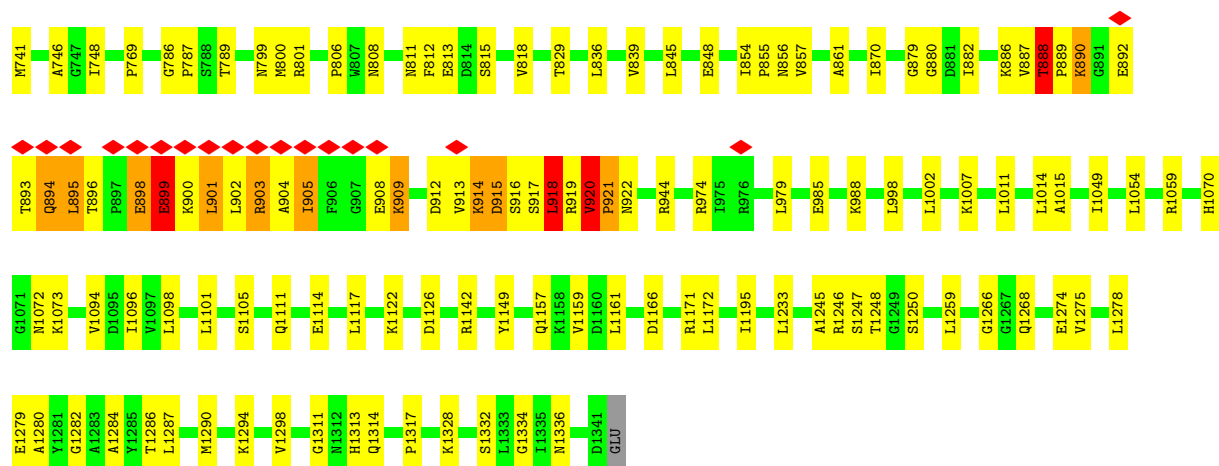 M741 A746 G747 I748 P769 G786 P787 S788 T789 N799 M800 R801 P806 W807 N808 N811 F812 E813 D814 S815 V818 T829 L836 V839 L845 E848 I854 P855 N856 V857 A861 I870 G879 G880 D881 I882 K886 V887 T888 P889 K890 G891 E892
T893 Q894 L895 T896 P897 E898 E899 K900 L901 L902 R903 A904 I905 F906 G907 E908 K909 D912 V913 K914 D915 S916 S917 L918 R919 V920 P921 N922 R944 R974 I975 R976 L979 E985 K988 L998 L1002 K1007 L1011 L1014 A1015 I1049 L1054 R1059 H1070
G1071 N1072 K1073 V1094 D1095 I1096 V1097 L1098 L1101 S1105 Q1111 E1114 L1117 K1122 D1126 R1142 Y1149 Q1157 K1158 V1159 D1160 L1161 D1166 R1171 L1172 I1195 L1233 A1245 R1246 S1247 T1248 G1249 S1250 L1259 G1266 G1267 Q1268 E1274 V1275 L1278
E1279 A1280 Y1281 G1282 A1283 A1284 Y1285 T1286 L1287 M1290 K1294 V1298 G1311 N1312 H1313 Q1314 P1317 K1328 S1332 L1333 G1334 I1335 N1336 D1341 GLU